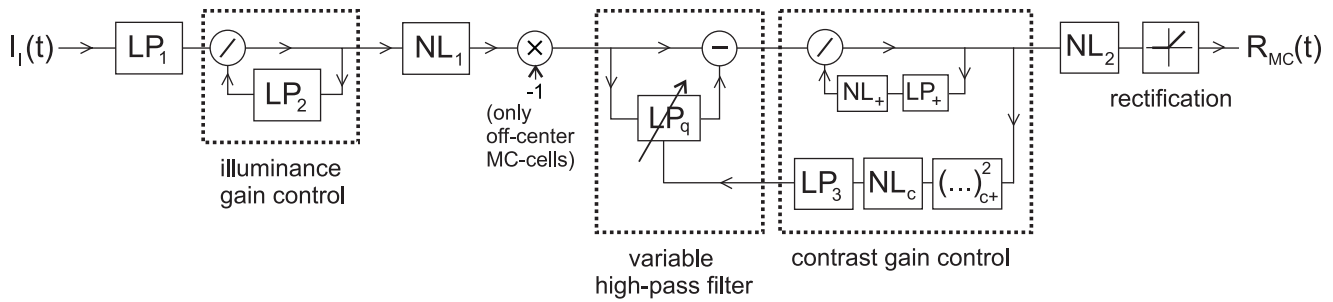 I_I(t)
LP_1
/
LP_2
illuminance
gain control
NL_1
×
-1
(only
off-center
MC-cells)
LP_q
−
variable
high-pass filter
/
NL_+
LP_+
LP_3
NL_c
(...)^2_c+
contrast gain control
NL_2
rectification
R_MC(t)